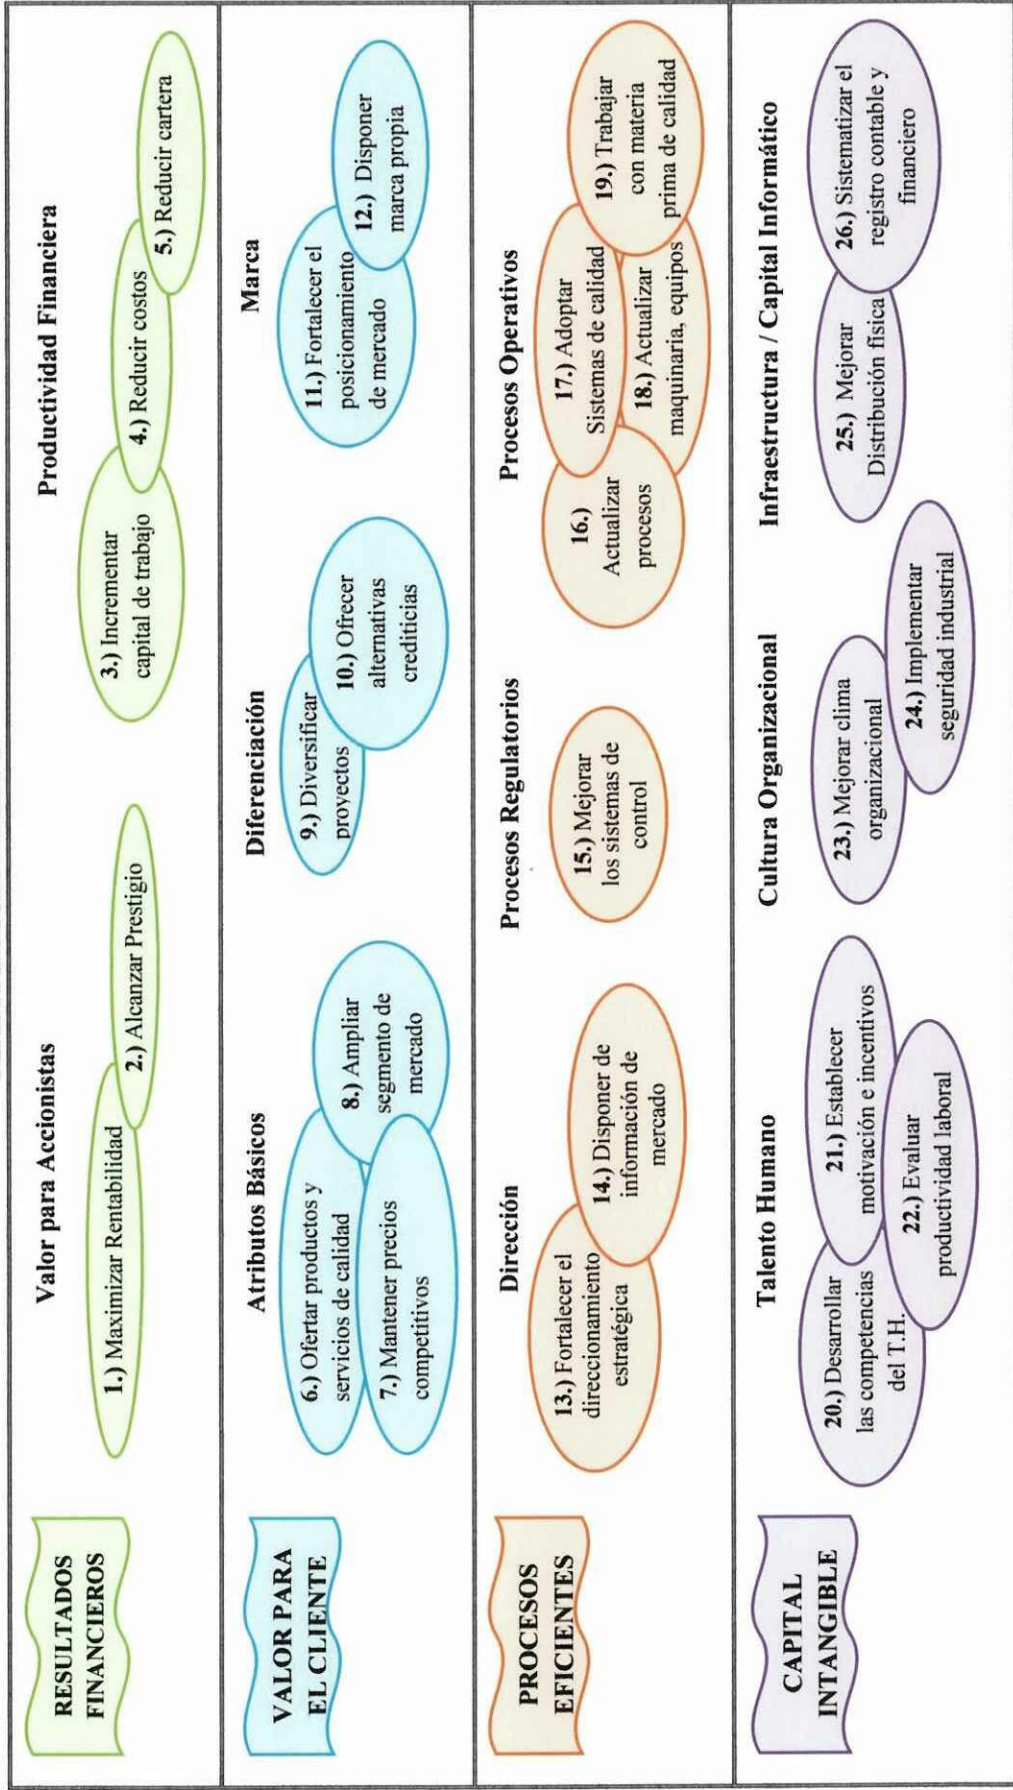 RESULTADOS
FINANCIEROS
Valor para Accionistas
1.) Maximizar Rentabilidad
2.) Alcanzar Prestigio
Productividad Financiera
3.) Incrementar
capital de trabajo
4.) Reducir costos
5.) Reducir cartera
VALOR PARA
EL CLIENTE
Atributos Básicos
6.) Ofertar productos y
servicios de calidad
7.) Mantener precios
competitivos
8.) Ampliar
segmento de
mercado
Diferenciación
9.) Diversificar
proyectos
10.) Ofrecer
alternativas
crediticias
Marca
11.) Fortalecer el
posicionamiento
de mercado
12.) Disponer
marca propia
PROCESOS
EFICIENTES
Dirección
13.) Fortalecer el
direccionamiento
estratégica
14.) Disponer de
información de
mercado
Procesos Regulatorios
15.) Mejorar
los sistemas de
control
Procesos Operativos
16.)
Actualizar
procesos
17.) Adoptar
Sistemas de calidad
18.) Actualizar
maquinaria, equipos
19.) Trabajar
con materia
prima de calidad
CAPITAL
INTANGIBLE
Talento Humano
20.) Desarrollar
las competencias
del T.H.
21.) Establecer
motivación e incentivos
22.) Evaluar
productividad laboral
Cultura Organizacional
23.) Mejorar clima
organizacional
24.) Implementar
seguridad industrial
Infraestructura / Capital Informático
25.) Mejorar
Distribución física
26.) Sistematizar el
registro contable y
financiero